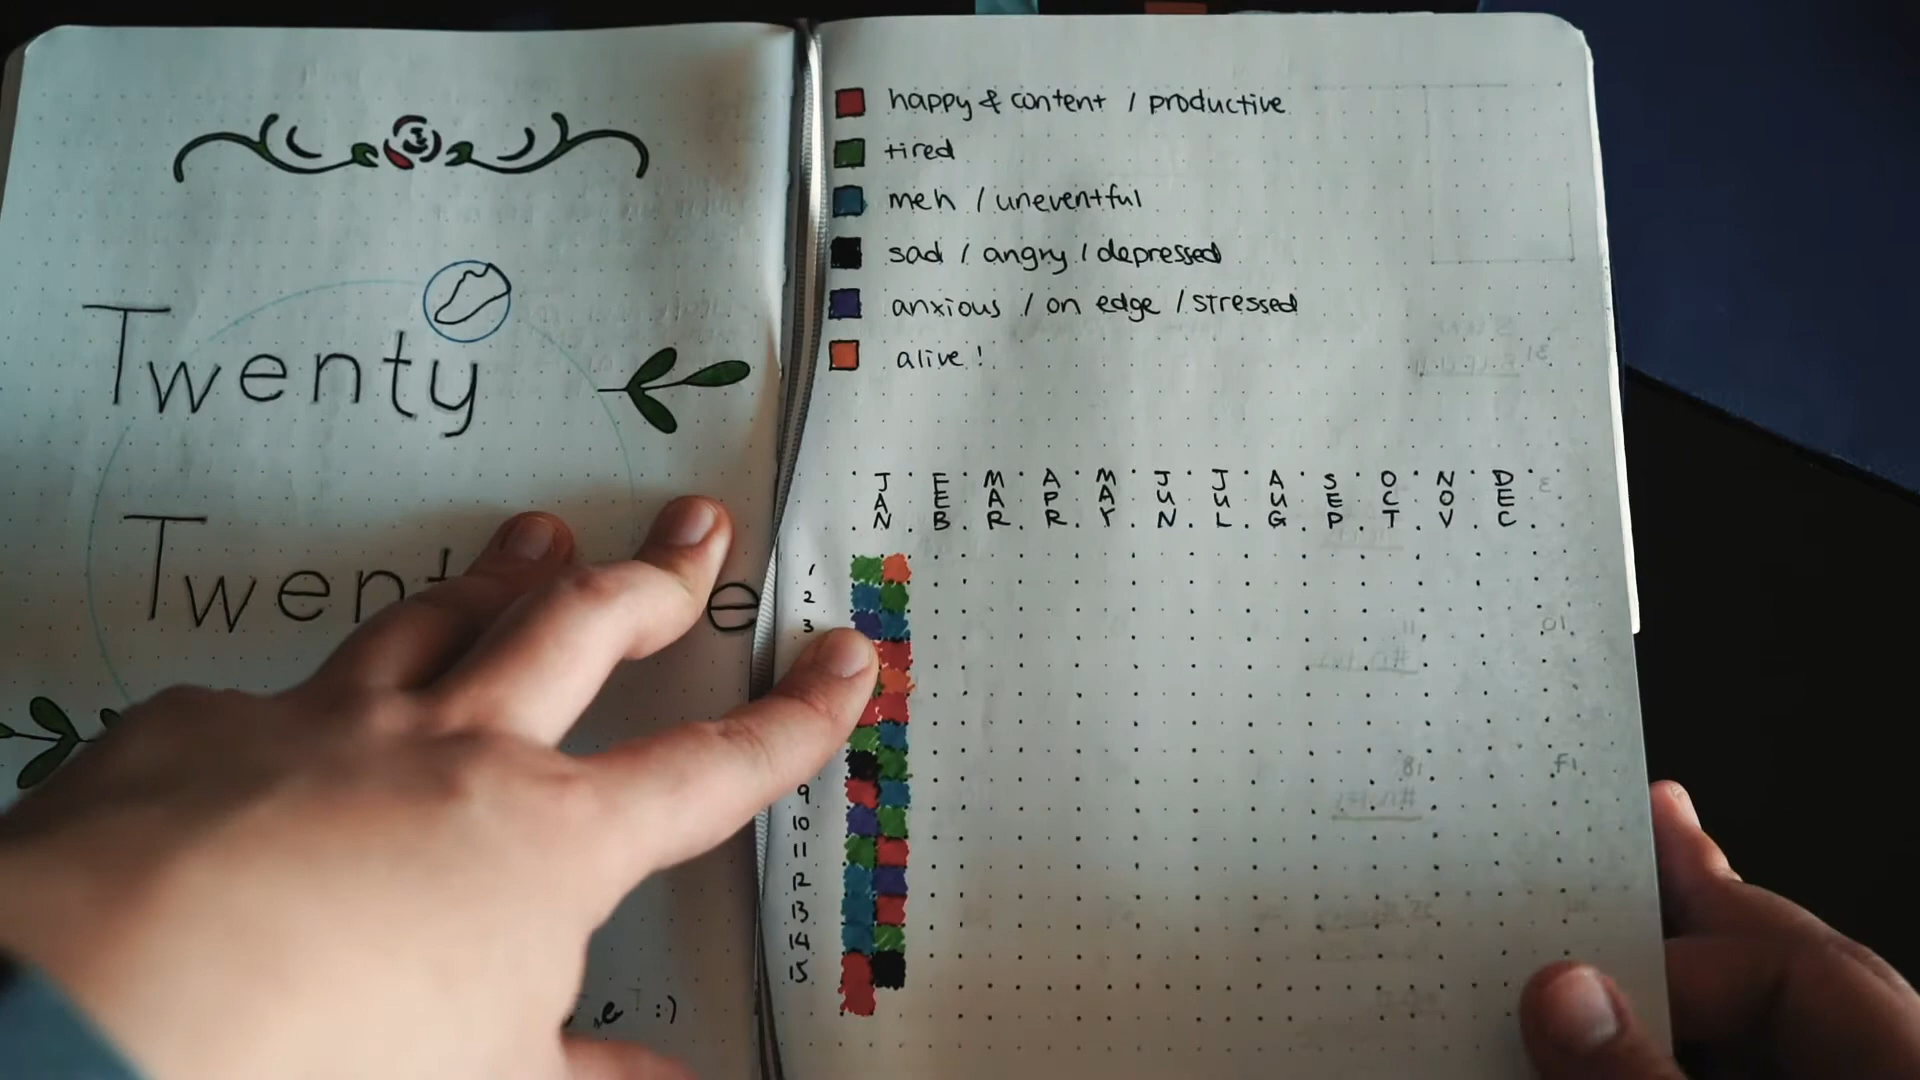 Twenty
Twent e
:)
happy & content / productive
tired
meh / uneventful
sad / angry / depressed
anxious / on edge / stressed
alive!
JAN FEB MAR APR MAY JUN JUL AUG SEP OCT NOV DEC
1
2
3
9
10
11
12
13
14
15